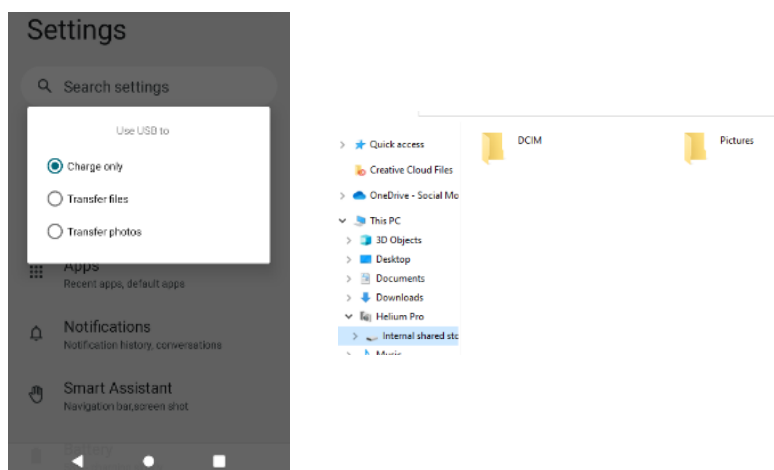 Settings
Search settings
Use USB to
Charge only
Transfer files
Transfer photos
Apps
Recent apps, default apps
Notifications
Notification history, conversations
Smart Assistant
Navigation bar,screen shot
Battery
Quick access
Creative Cloud Files
OneDrive - Social Mo
This PC
3D Objects
Desktop
Documents
Downloads
Helium Pro
Internal shared sto
Music
DCIM
Pictures